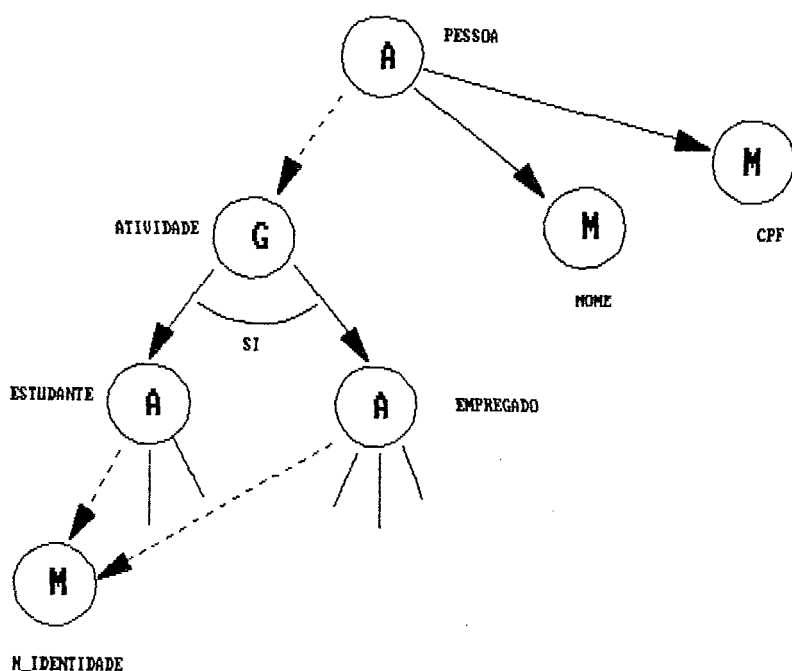 PESSOA
A
M
CPF
ATIVIDADE
G
M
NOME
SI
ESTUDANTE
A
A
EMPREGADO
M
N_IDENTIDADE